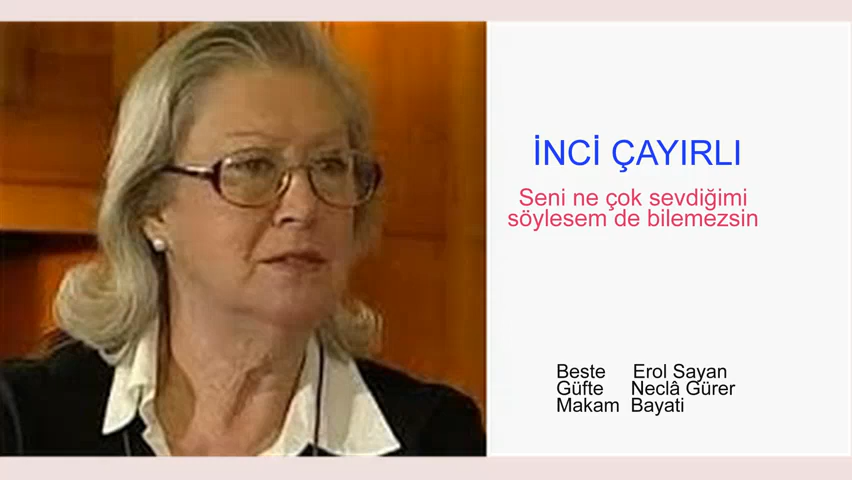 İNCİ ÇAYIRLI
Seni ne çok sevdiğimi
söylesem de bilemezsin
Beste Erol Sayan
Güfte Neclâ Gürer
Makam Bayati